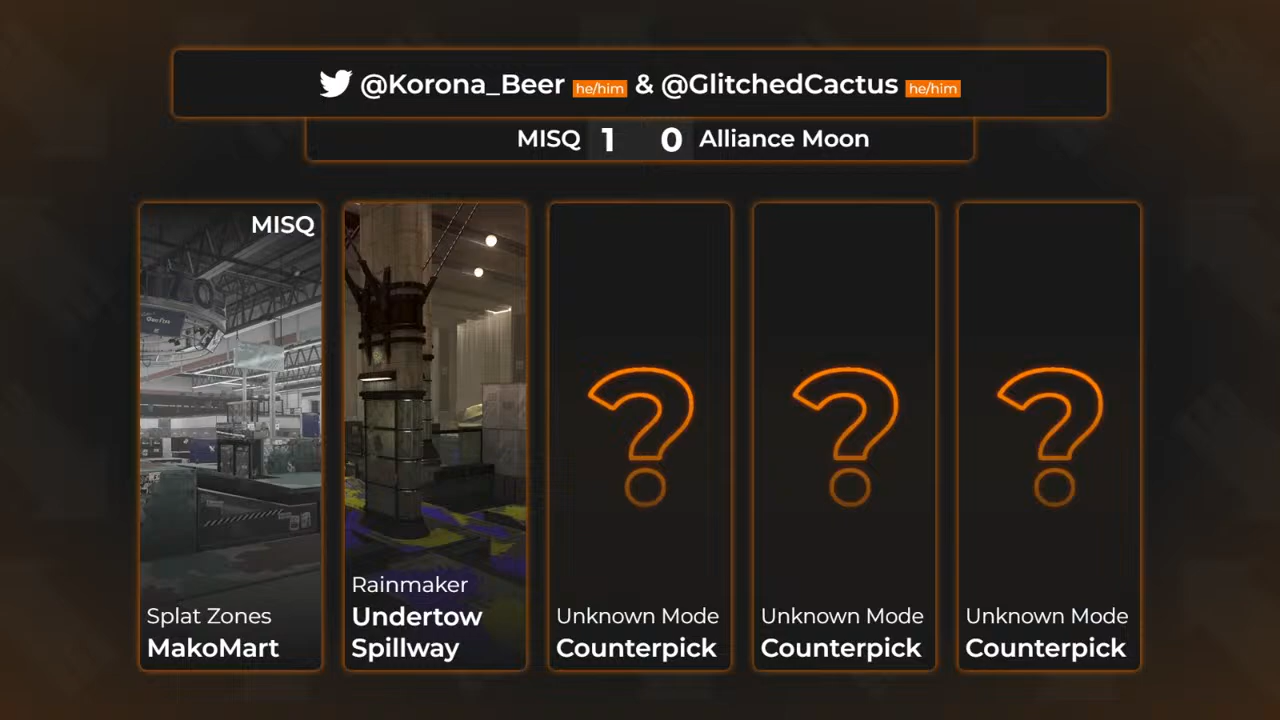 @Korona_Beer he/him & @GlitchedCactus he/him
MISQ 1 0 Alliance Moon
MISQ
Splat Zones
MakoMart
Rainmaker
Undertow
Spillway
Unknown Mode
Counterpick
Unknown Mode
Counterpick
Unknown Mode
Counterpick